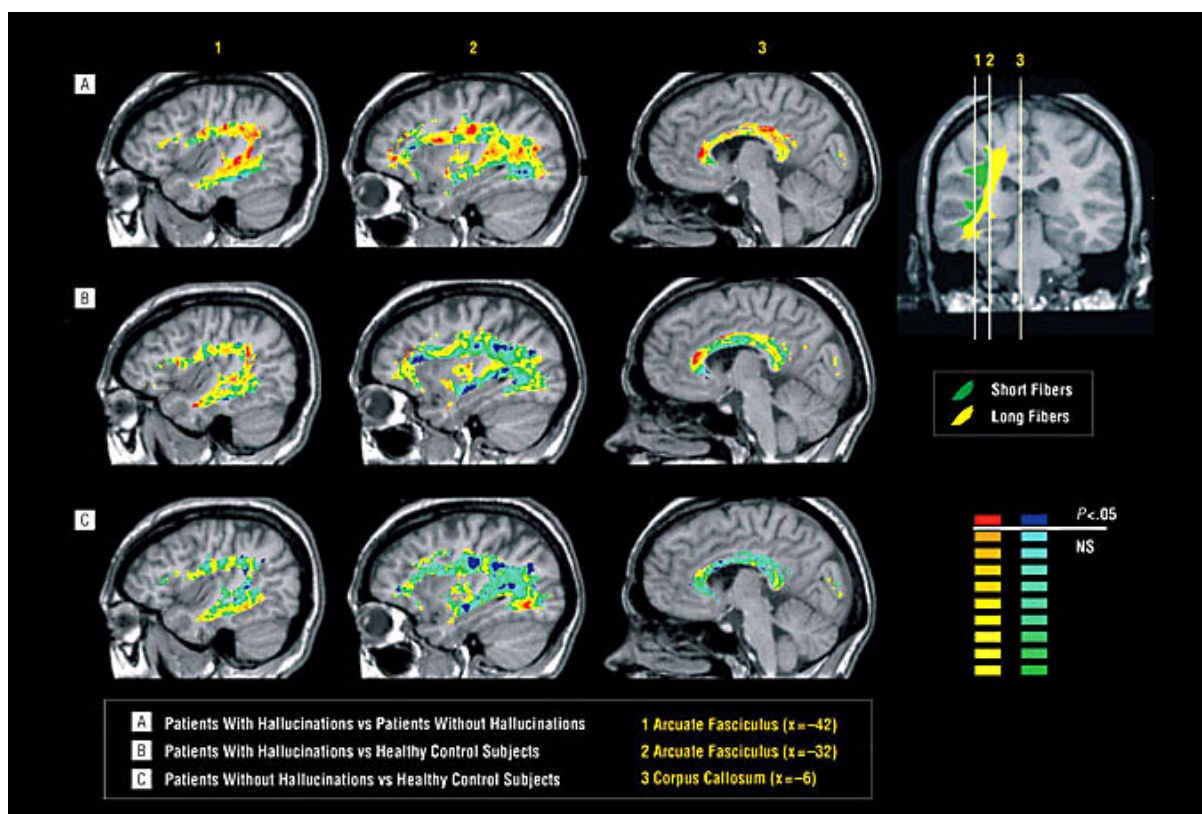 1 2 3
1 2 3
A
B
C
Short Fibers
Long Fibers
P<.05
NS
A Patients With Hallucinations vs Patients Without Hallucinations
B Patients With Hallucinations vs Healthy Control Subjects
C Patients Without Hallucinations vs Healthy Control Subjects
1 Arcuate Fasciculus (x=–42)
2 Arcuate Fasciculus (x=–32)
3 Corpus Callosum (x=–6)